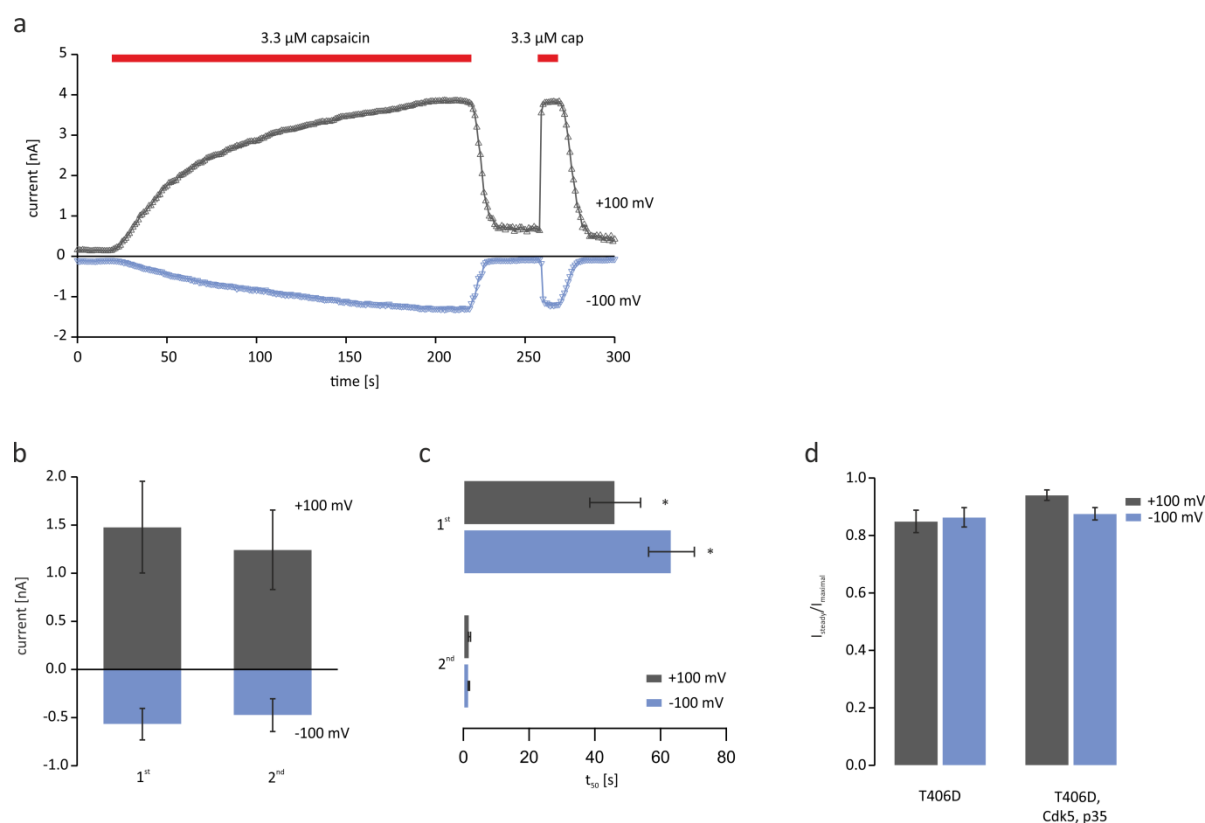 a
3.3 µM capsaicin
3.3 µM cap
5
4
3
2
1
0
-1
-2
current [nA]
+100 mV
-100 mV
0
50
100
150
200
250
300
time [s]
b
2.0
1.5
1.0
0.5
0.0
-0.5
-1.0
current [nA]
+100 mV
-100 mV
1st
2nd
c
1st
*
*
2nd
+100 mV
-100 mV
0
20
40
60
80
t50 [s]
d
1.0
0.8
0.6
0.4
0.2
0.0
Isteady/Imaximal
+100 mV
-100 mV
T406D
T406D,
Cdk5, p35